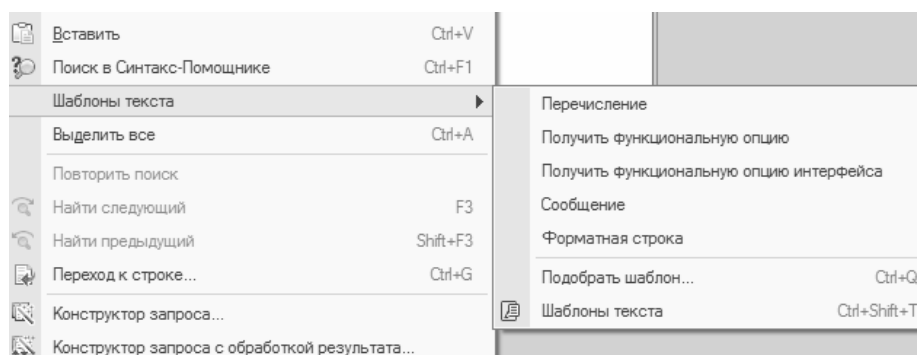 Вставить Ctrl+V
Поиск в Синтакс-Помощнике Ctrl+F1
Шаблоны текста
Выделить все Ctrl+A
Повторить поиск
Найти следующий F3
Найти предыдущий Shift+F3
Переход к строке... Ctrl+G
Конструктор запроса...
Конструктор запроса с обработкой результата...
Перечисление
Получить функциональную опцию
Получить функциональную опцию интерфейса
Сообщение
Форматная строка
Подобрать шаблон... Ctrl+Q
Шаблоны текста Ctrl+Shift+T